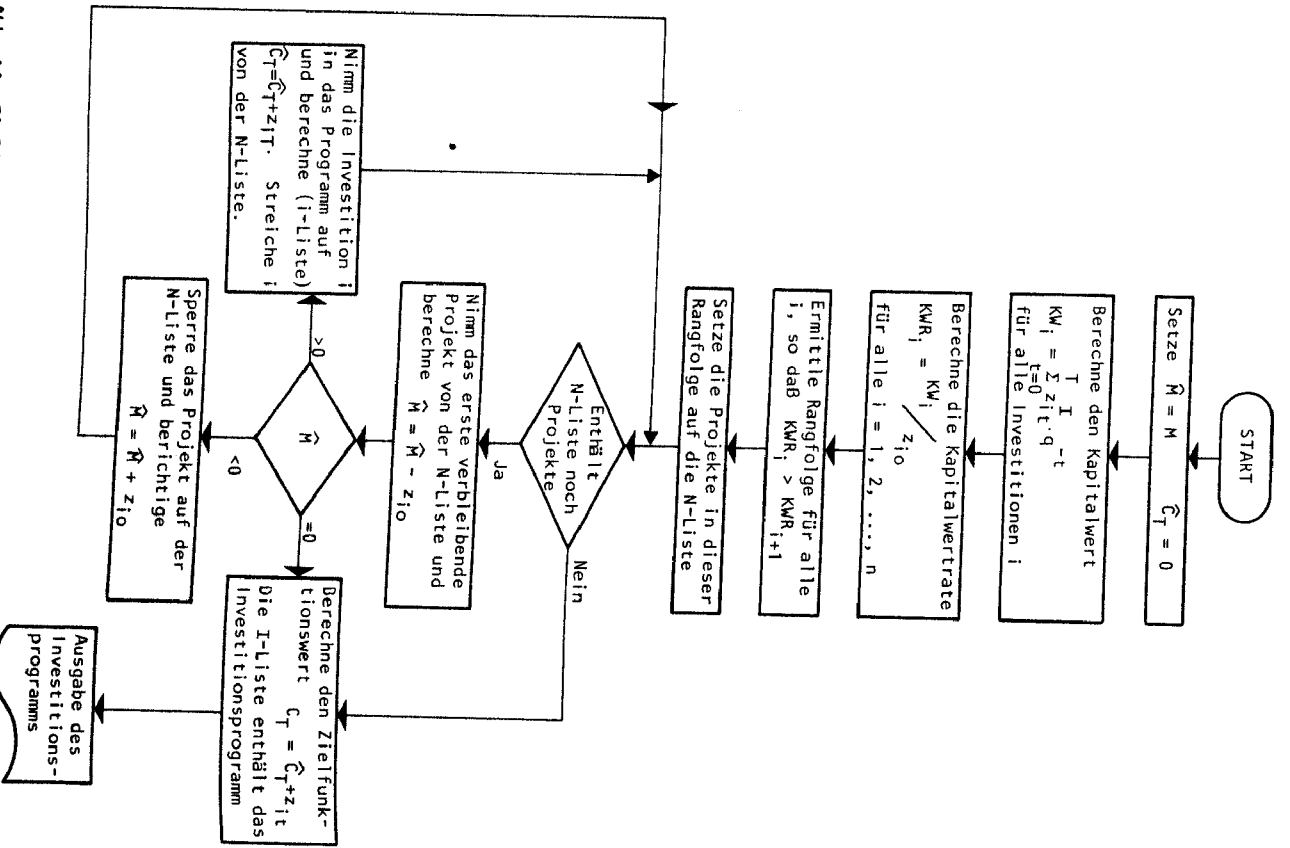 START
Setze M̂ = M Ĉ_T = 0
Berechne den Kapitalwert
T I
KW_i = Σ z_it · q^-t
t=0
für alle Investitionen i
Berechne die Kapitalwertrate
KWR_i = KW_i / z_io
für alle i = 1, 2, ..., n
Ermittle Rangfolge für alle
i, so daß KWR_i > KWR_i+1
Setze die Projekte in dieser
Rangfolge auf die N-Liste
Enthält
N-Liste noch
Projekte
Ja
Nein
Nimm das erste verbleibende
Projekt von der N-Liste und
berechne M̂ = M̂ - z_io
M̂
>0
=0
<0
Nimm die Investition i
in das Programm auf
und berechne (i-Liste)
Ĉ_T=Ĉ_T+z_iT. Streiche i
von der N-Liste.
Sperre das Projekt auf der
N-Liste und berichtige
M̂ = M̂ + z_io
Berechne den Zielfunk-
tionswert C_T = Ĉ_T+z_it
Die I-Liste enthält das
Investitionsprogramm
Ausgabe des
Investitions-
programms